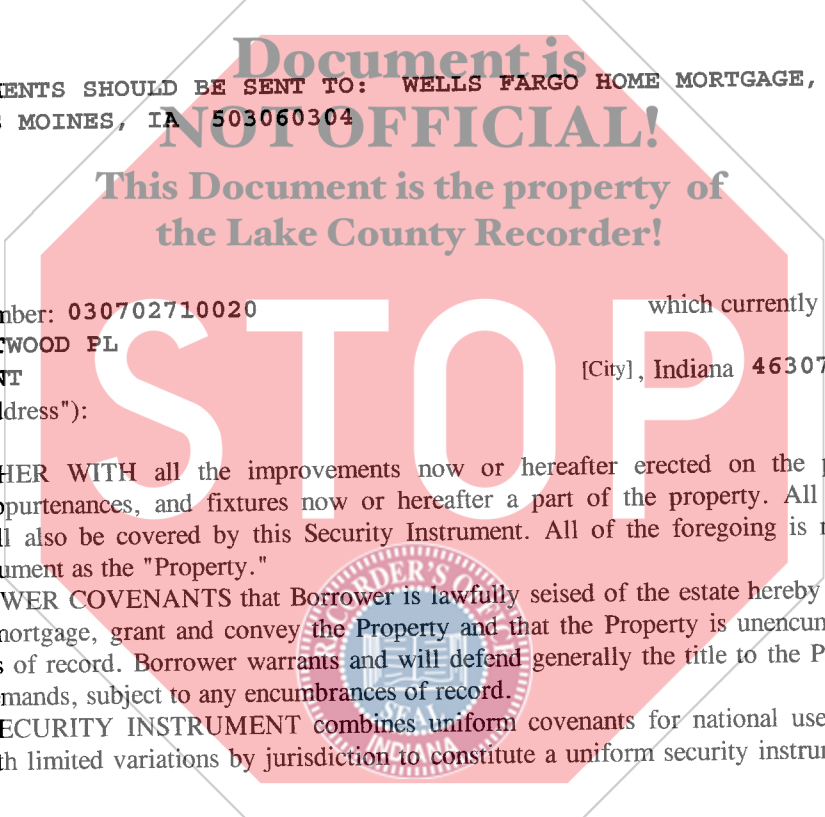 Document is
ENTS SHOULD BE SENT TO: WELLS FARGO HOME MORTGAGE,
MOINES, IA 503060304
NOT OFFICIAL!
This Document is the property of
the Lake County Recorder!
mber: 030702710020 which currently
WOOD PL
NT [City], Indiana 46307
ddress"):
STOP
HER WITH all the improvements now or hereafter erected on the
ppurtenances, and fixtures now or hereafter a part of the property. All
ll also be covered by this Security Instrument. All of the foregoing is
ument as the "Property."
WER COVENANTS that Borrower is lawfully seised of the estate hereby
mortgage, grant and convey the Property and that the Property is unencum
s of record. Borrower warrants and will defend generally the title to the P
mands, subject to any encumbrances of record.
ECURITY INSTRUMENT combines uniform covenants for national use
th limited variations by jurisdiction to constitute a uniform security instru
RECORDER'S OFFICE
SEAL
INDIANA